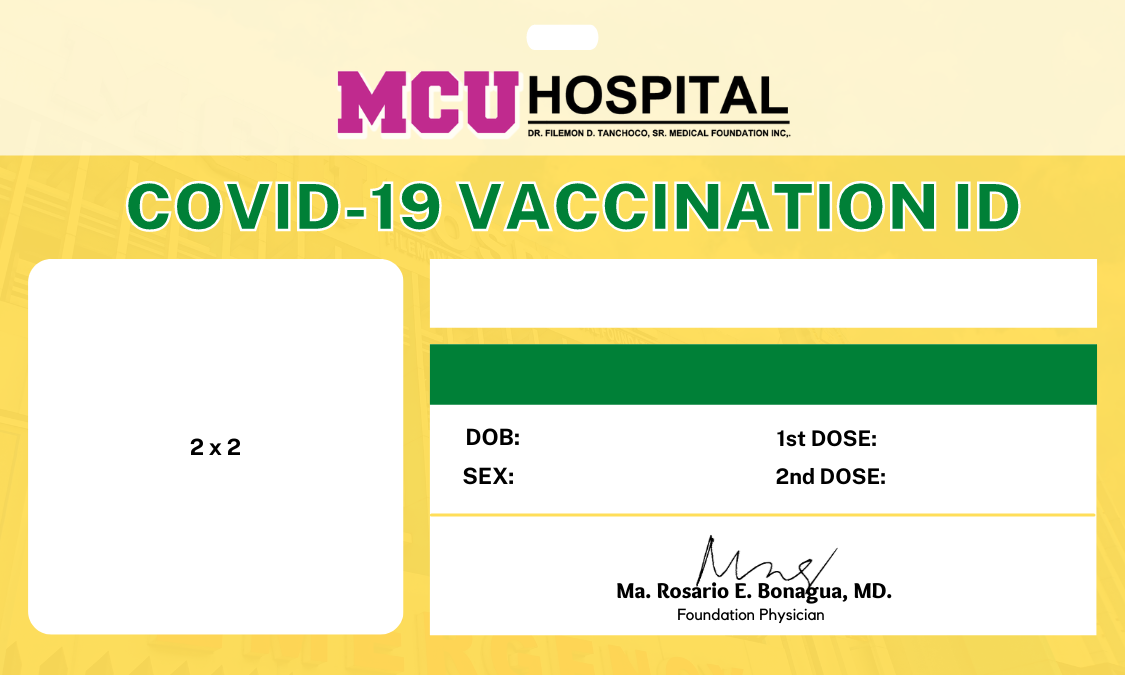 MCU HOSPITAL
DR. FILEMON D. TANCHOCO, SR. MEDICAL FOUNDATION INC,.
COVID-19 VACCINATION ID
2 x 2
DOB:
1st DOSE:
SEX:
2nd DOSE:
Ma. Rosario E. Bonagua, MD.
Foundation Physician